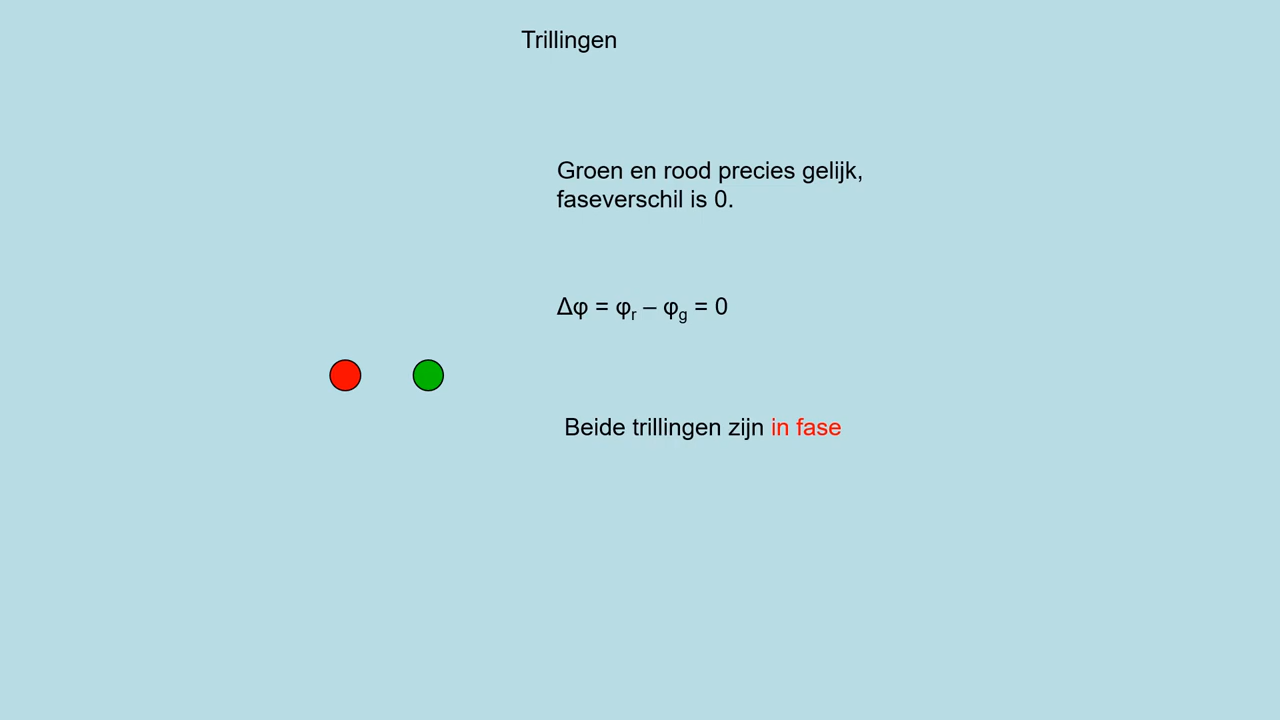 Trillingen
Groen en rood precies gelijk,
faseverschil is 0.
Δφ = φr – φg = 0
Beide trillingen zijn in fase